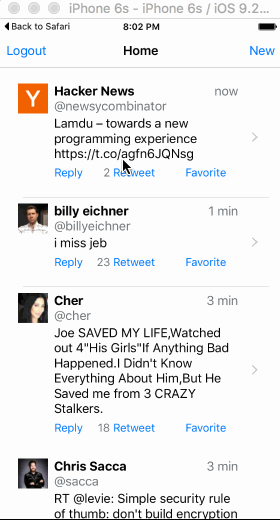 iPhone 6s - iPhone 6s / iOS 9.2...
Back to Safari 8:02 PM
Logout Home New
Y Hacker News now
@newsycombinator
Lamdu – towards a new
programming experience
https://t.co/agfn6JQNsg
Reply 2 Retweet Favorite
billy eichner 1 min
@billyeichner
i miss jeb
Reply 23 Retweet Favorite
Cher 3 min
@cher
Joe SAVED MY LIFE,Watched
out 4"His Girls"If Anything Bad
Happened.I Didn't Know
Everything About Him,But He
Saved me from 3 CRAZY
Stalkers.
Reply 18 Retweet Favorite
Chris Sacca 3 min
@sacca
RT @levie: Simple security rule
of thumb: don't build encryption